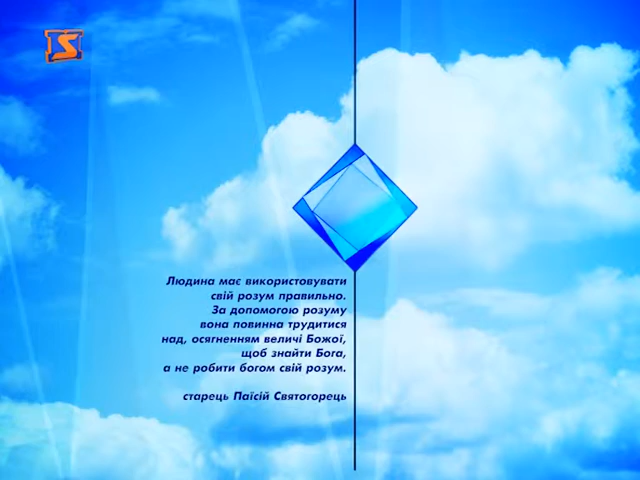 Людина має використовувати
свій розум правильно.
За допомогою розуму
вона повинна трудитися
над, осягненням величі Божої,
щоб знайти Бога,
а не робити богом свій розум.
старець Паїсій Святогорець